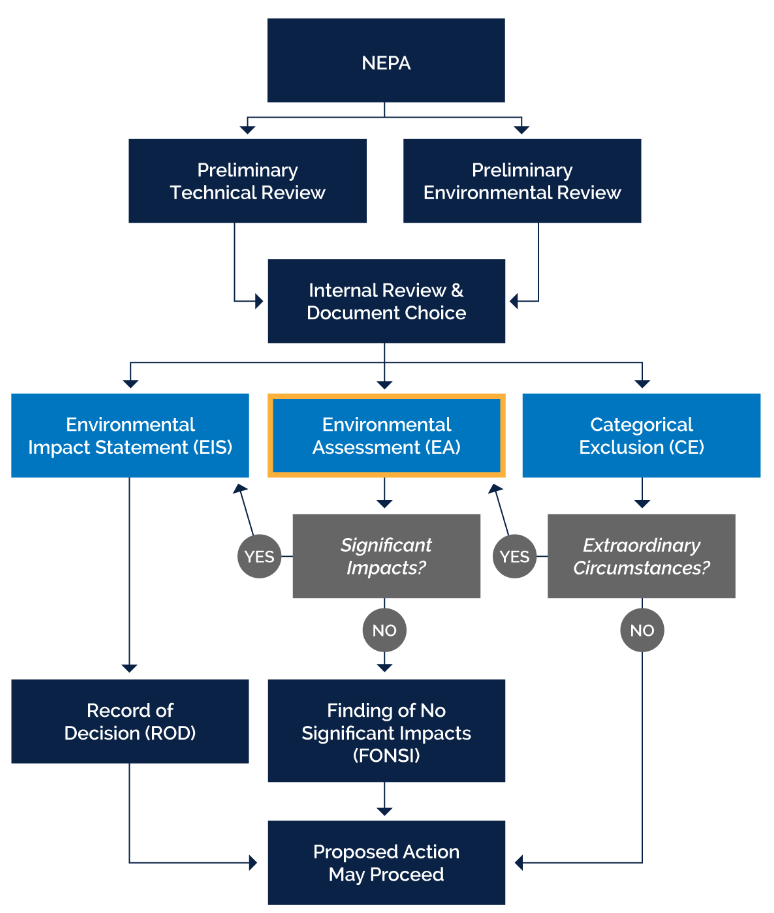 NEPA
Preliminary
Technical Review
Preliminary
Environmental Review
Internal Review &
Document Choice
Environmental
Impact Statement (EIS)
Environmental
Assessment (EA)
Categorical
Exclusion (CE)
YES
Significant
Impacts?
YES
Extraordinary
Circumstances?
NO
NO
Record of
Decision (ROD)
Finding of No
Significant Impacts
(FONSI)
Proposed Action
May Proceed